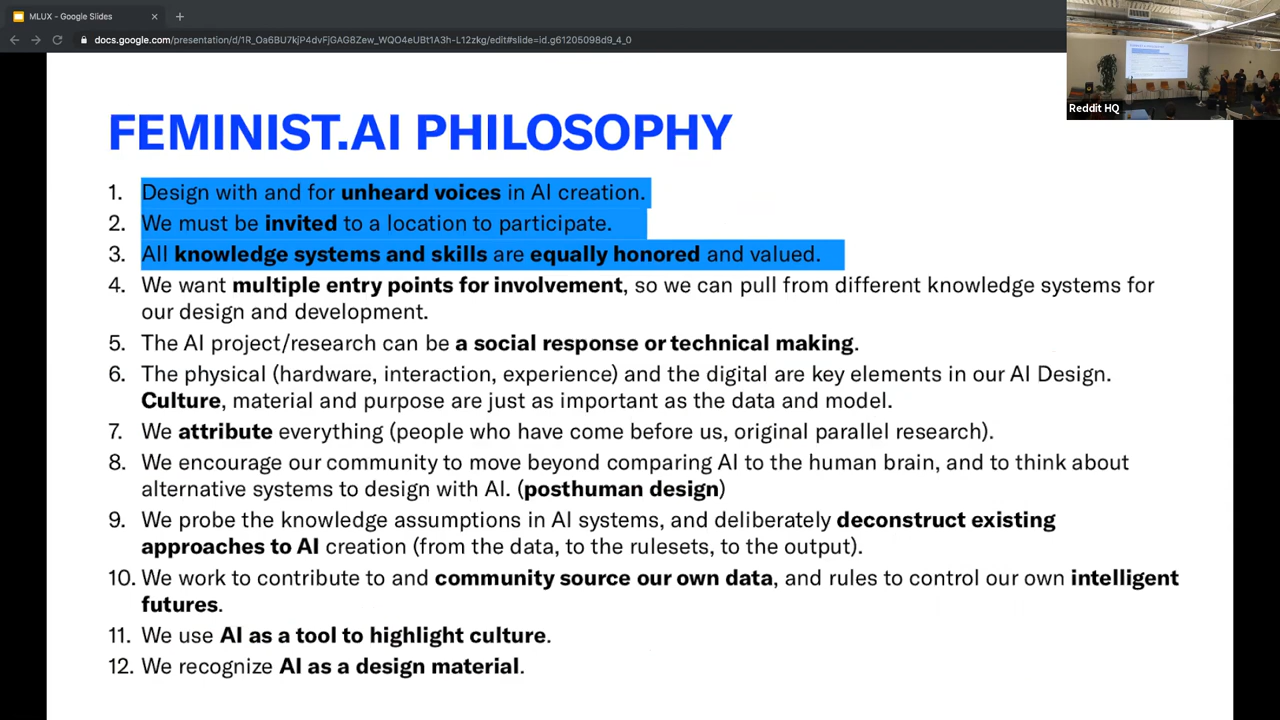 MLUX - Google Slides
docs.google.com/presentation/d/1R_Oa6BU7kjP4dvFjGAG8Zew_WQO4eUBt1A3h-L12zkg/edit#slide=id.g61205098d9_4_0
Reddit HQ
FEMINIST.AI PHILOSOPHY
1. Design with and for unheard voices in AI creation.
2. We must be invited to a location to participate.
3. All knowledge systems and skills are equally honored and valued.
4. We want multiple entry points for involvement, so we can pull from different knowledge systems for
our design and development.
5. The AI project/research can be a social response or technical making.
6. The physical (hardware, interaction, experience) and the digital are key elements in our AI Design.
Culture, material and purpose are just as important as the data and model.
7. We attribute everything (people who have come before us, original parallel research).
8. We encourage our community to move beyond comparing AI to the human brain, and to think about
alternative systems to design with AI. (posthuman design)
9. We probe the knowledge assumptions in AI systems, and deliberately deconstruct existing
approaches to AI creation (from the data, to the rulesets, to the output).
10. We work to contribute to and community source our own data, and rules to control our own intelligent
futures.
11. We use AI as a tool to highlight culture.
12. We recognize AI as a design material.